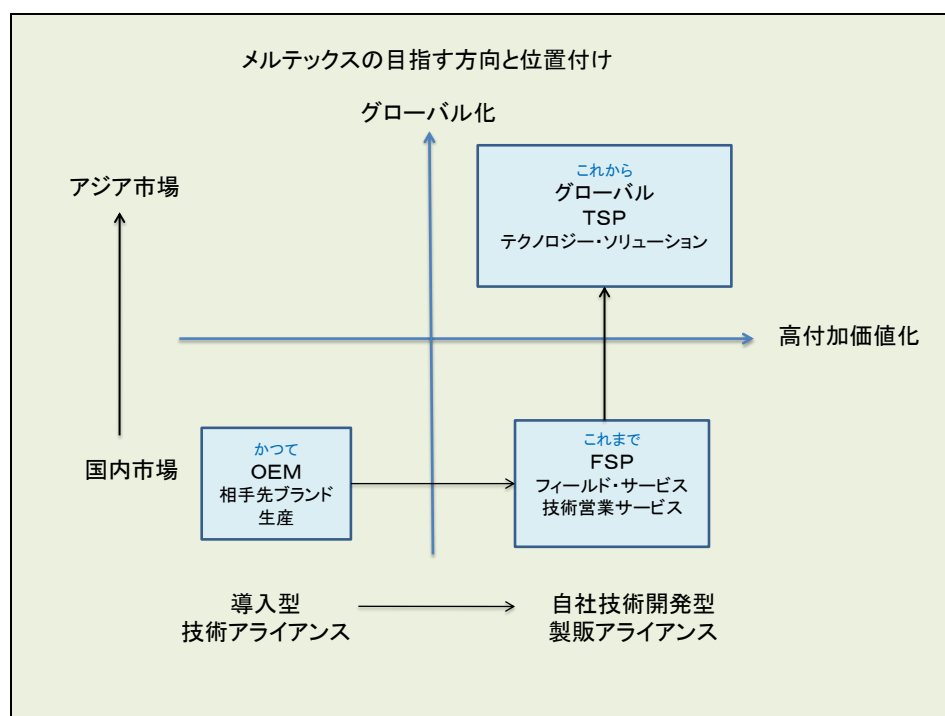 メルテックスの目指す方向と位置付け
グローバル化
アジア市場
これから
グローバル
TSP
テクノロジー・ソリューション
高付加価値化
国内市場
かつて
OEM
相手先ブランド
生産
これまで
FSP
フィールド・サービス
技術営業サービス
導入型
技術アライアンス
自社技術開発型
製販アライアンス